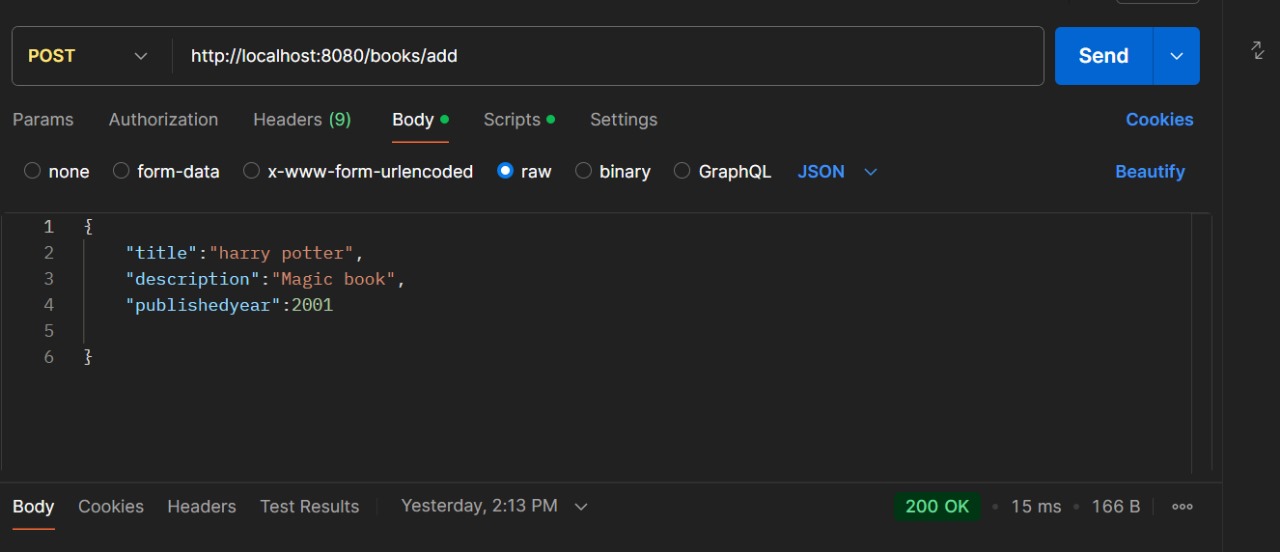 POST http://localhost:8080/books/add Send
Params Authorization Headers (9) Body Scripts Settings Cookies
none form-data x-www-form-urlencoded raw binary GraphQL JSON Beautify
1 {
2 "title":"harry potter",
3 "description":"Magic book",
4 "publishedyear":2001
5
6 }
Body Cookies Headers Test Results Yesterday, 2:13 PM 200 OK • 15 ms • 166 B